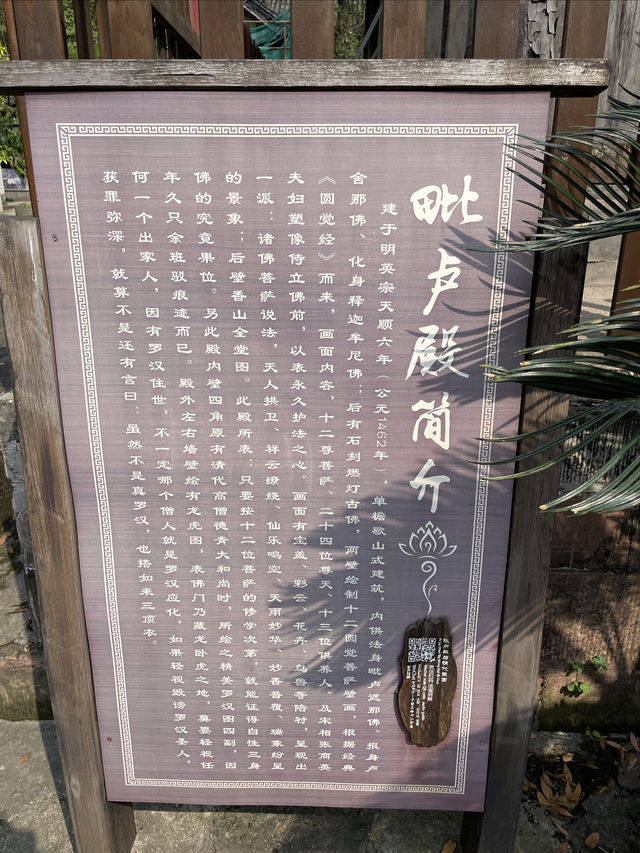 毗卢殿简介
建于明英宗天顺六年（公元1462年），单檐歇山式建筑，内供法身毗卢遮那佛、报身卢
舍那佛、化身释迦牟尼佛；后有石刻燃灯古佛，两壁绘制十二圆觉菩萨壁画，根据经典
《圆觉经》而来，画面内容，十二尊菩萨、二十四位尊天、十三位供养人、及宋相张商英
夫妇塑像侍立佛前，以表永久护法之心。画面有宝盖、彩云、花卉、鸟兽等陪衬，呈现出
一派：诸佛菩萨说法，天人拱卫、祥云缭绕、仙乐鸣空、天雨妙华、妙香普覆、瑞象纷呈
的景象；后壁香山全堂图。此殿所表：只要按十二位菩萨的修学次第，就能证得自性三身
佛的究竟果位。另此殿内壁四角原有清代高僧德青大和尚时，所绘之精美罗汉图四副，因
年久只余斑驳痕迹而已。殿外左右墙壁绘有龙虎图，表佛门乃藏龙卧虎之地，莫要轻视任
何一个出家人，因有罗汉住世，不一定哪个僧人就是罗汉应化，如果轻视毁谤罗汉圣人，
获罪弥深，就算不是还有言曰：虽然不是真罗汉，也搭如来三顶衣。